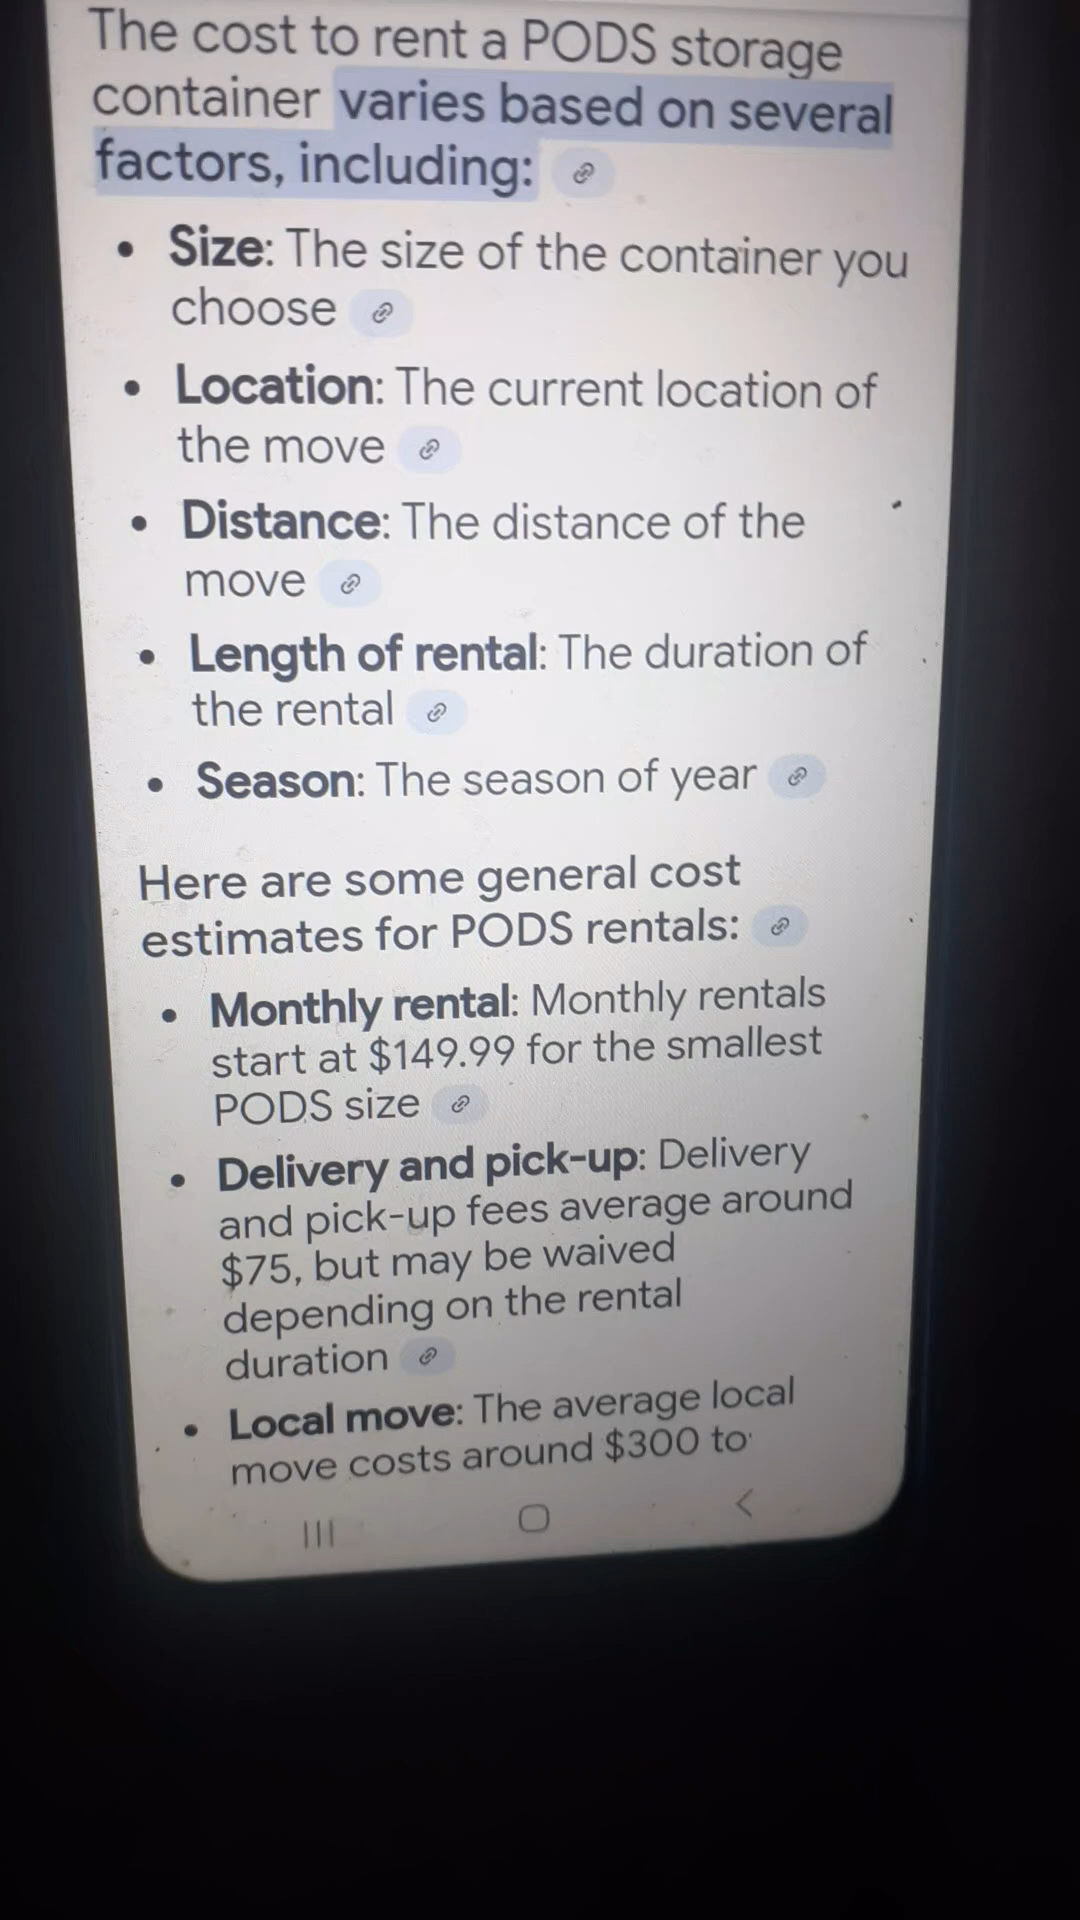 The cost to rent a PODS storage
container varies based on several
factors, including:
• Size: The size of the container you
choose
• Location: The current location of
the move
• Distance: The distance of the
move
• Length of rental: The duration of
the rental
• Season: The season of year
Here are some general cost
estimates for PODS rentals:
• Monthly rental: Monthly rentals
start at $149.99 for the smallest
PODS size
• Delivery and pick-up: Delivery
and pick-up fees average around
$75, but may be waived
depending on the rental
duration
• Local move: The average local
move costs around $300 to